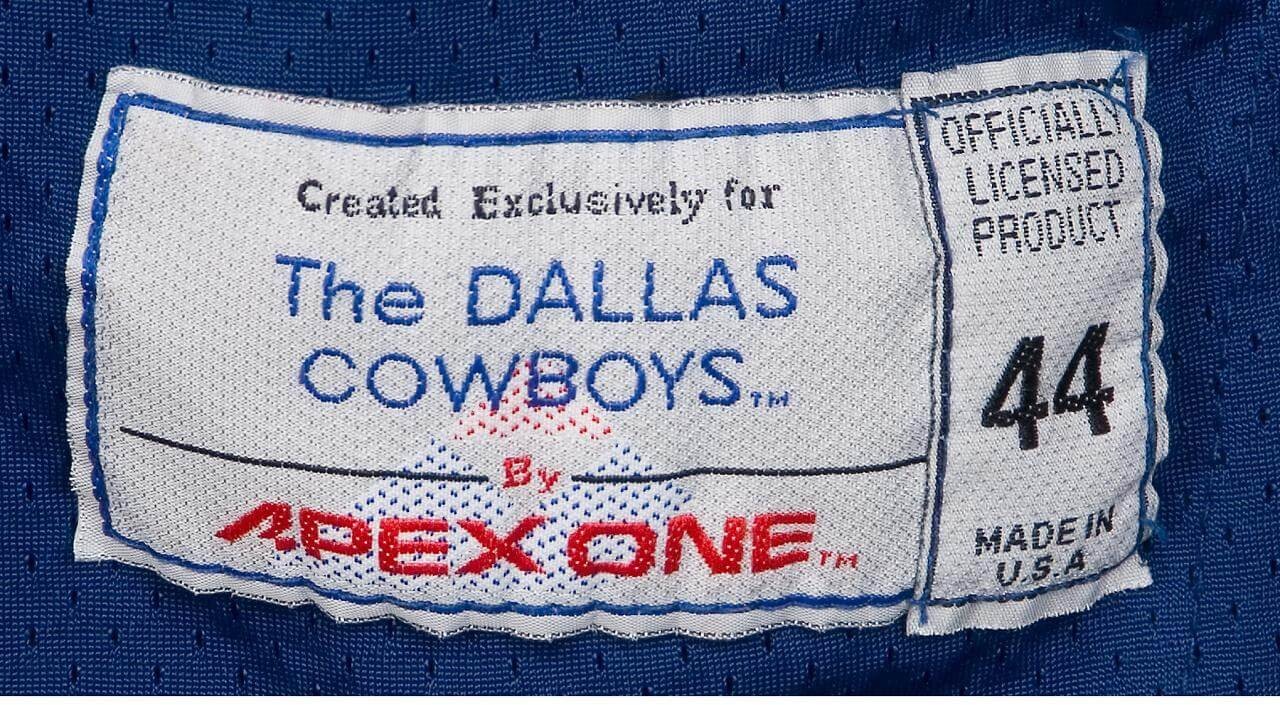 Created Exclusively for
The DALLAS
COWBOYS™
By
APEX ONE™
OFFICIALLY
LICENSED
PRODUCT
44
MADE IN
U.S.A